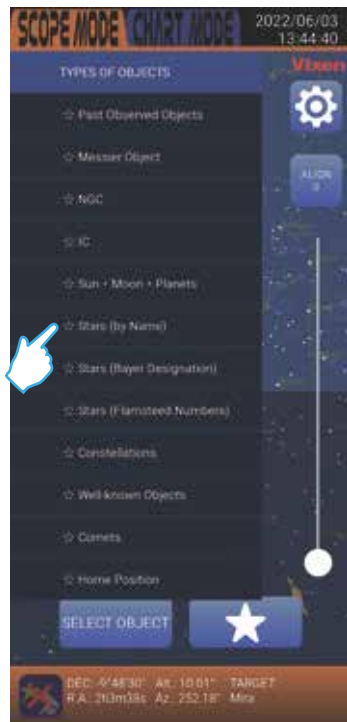 SCOPE MODE CHART MODE
2022/06/03
13:44:40
TYPES OF OBJECTS
Vixen
☆ Past Observed Objects
☆ Messier Object
ALIGN
0
☆ NGC
☆ IC
☆ Sun • Moon • Planets
☆ Stars (by Name)
☆ Stars (Bayer Designation)
☆ Stars (Flamsteed Numbers)
☆ Constellations
☆ Well-known Objects
☆ Comets
☆ Home Position
SELECT OBJECT
DEC: -9°48'30" Alt.: 10.01° TARGET
R.A.: 2h3m38s Az.: 252.18° Mira